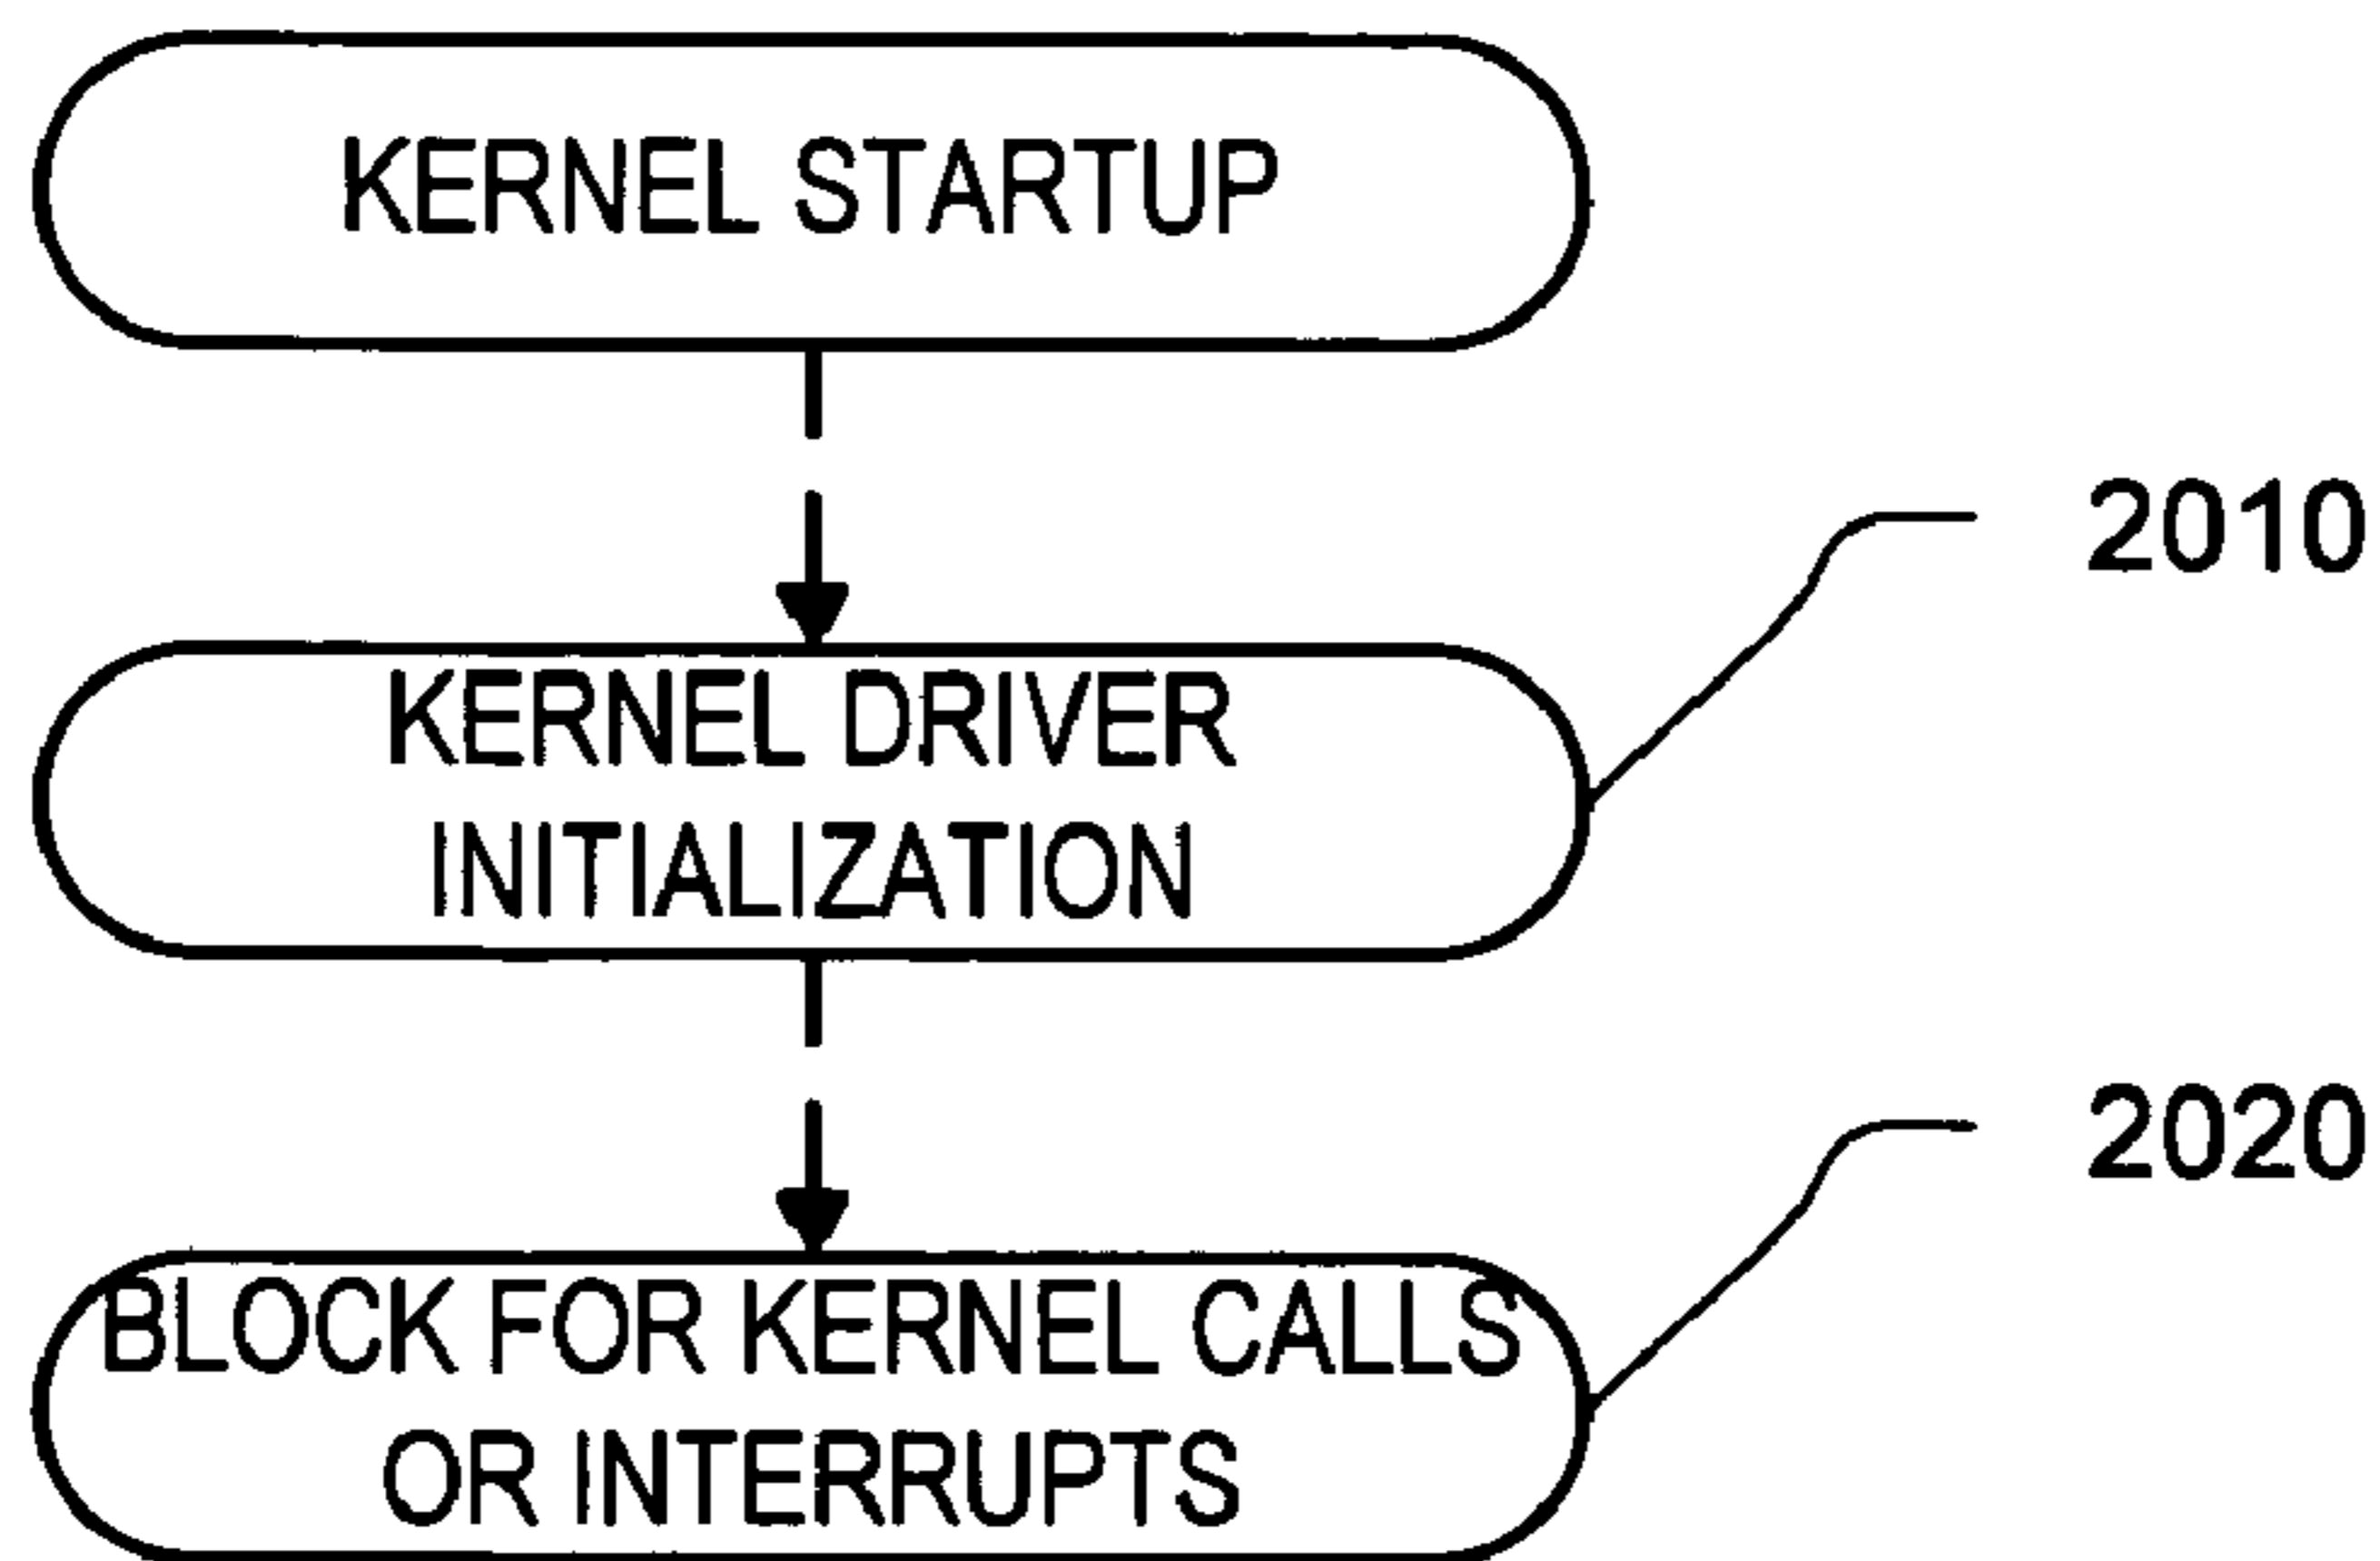 KERNEL STARTUP
2010
KERNEL DRIVER
INITIALIZATION
2020
BLOCK FOR KERNEL CALLS
OR INTERRUPTS